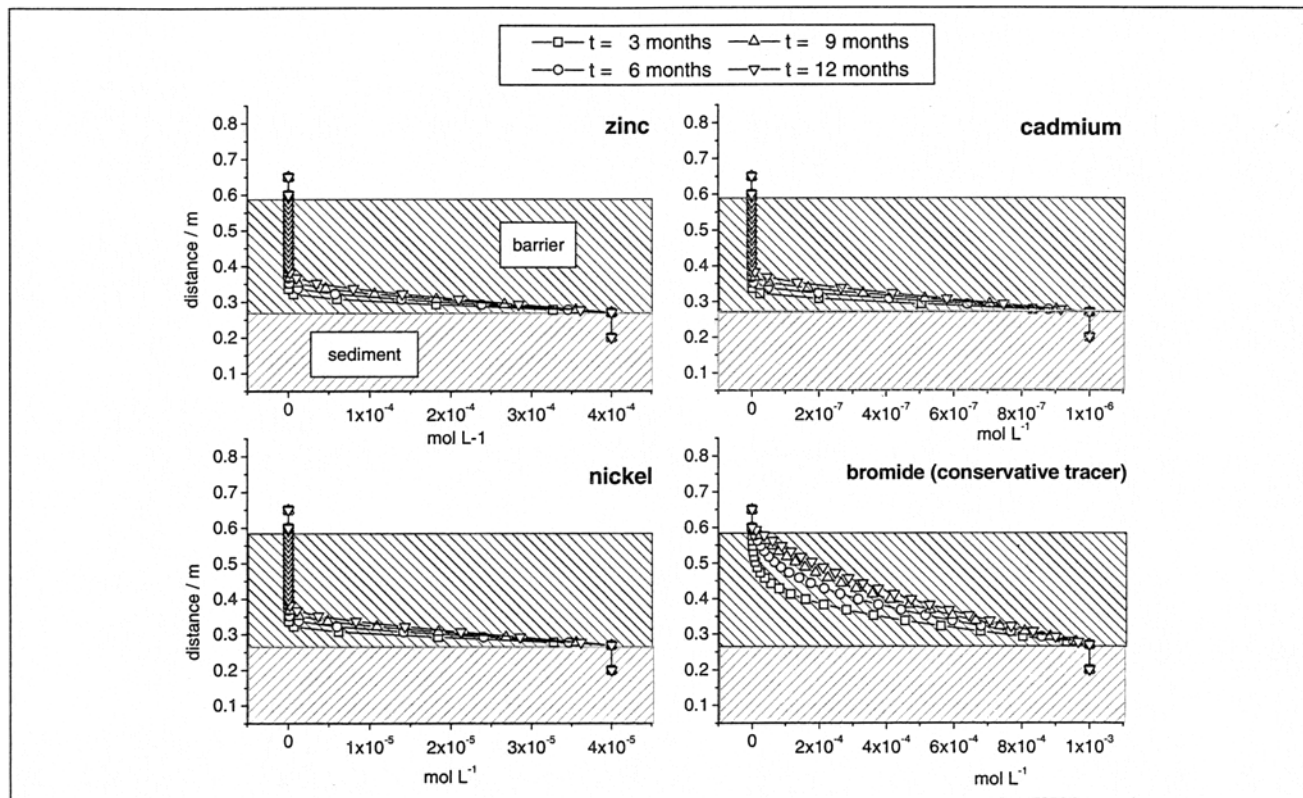 t = 3 months
t = 9 months
t = 6 months
t = 12 months
zinc
0.8
0.7
0.6
0.5
0.4
0.3
0.2
0.1
distance / m
barrier
sediment
0
1x10⁻⁴
2x10⁻⁴
3x10⁻⁴
4x10⁻⁴
mol L-1
cadmium
0.8
0.7
0.6
0.5
0.4
0.3
0.2
0.1
0
2x10⁻⁷
4x10⁻⁷
6x10⁻⁷
8x10⁻⁷
1x10⁻⁶
mol L⁻¹
nickel
0.8
0.7
0.6
0.5
0.4
0.3
0.2
0.1
distance / m
0
1x10⁻⁵
2x10⁻⁵
3x10⁻⁵
4x10⁻⁵
mol L⁻¹
bromide (conservative tracer)
0.8
0.7
0.6
0.5
0.4
0.3
0.2
0.1
0
2x10⁻⁴
4x10⁻⁴
6x10⁻⁴
8x10⁻⁴
1x10⁻³
mol L⁻¹